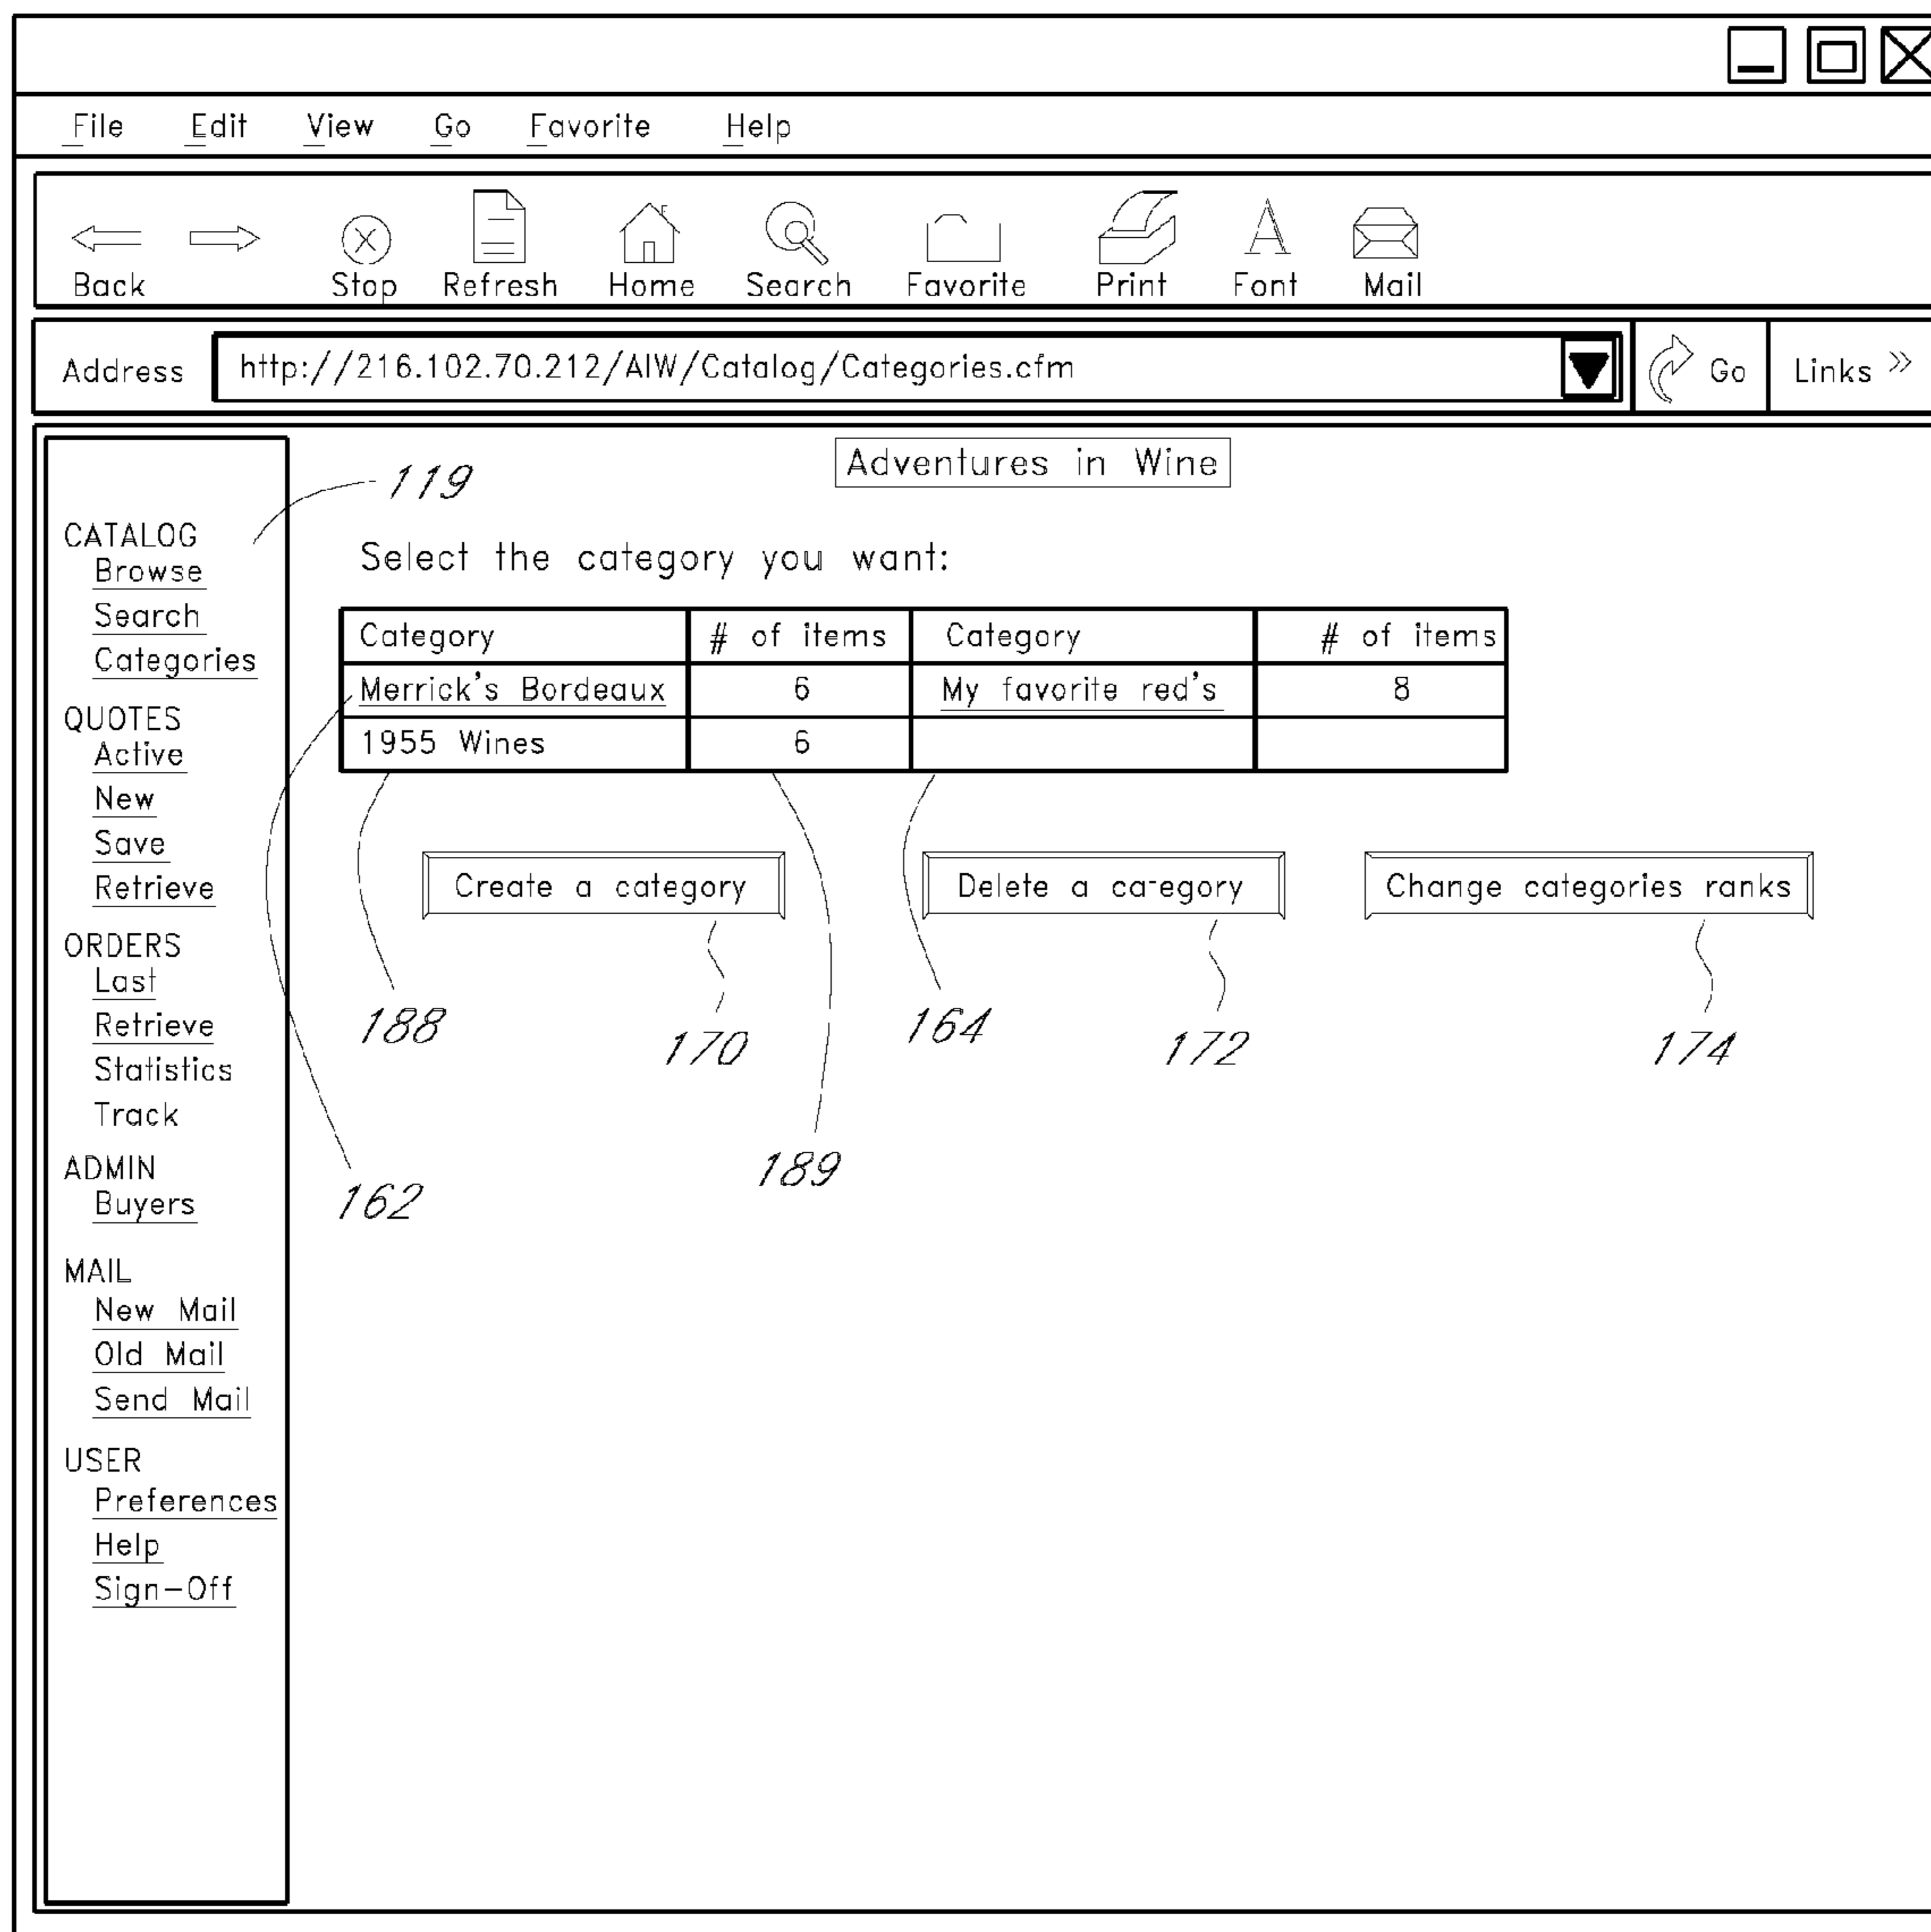 File Edit View Go Favorite Help
Back Stop Refresh Home Search Favorite Print Font Mail
Address http://216.102.70.212/AIW/Catalog/Categories.cfm Go Links »
Adventures in Wine
119
CATALOG
Browse
Search
Categories
QUOTES
Active
New
Save
Retrieve
ORDERS
Last
Retrieve
Statistics
Track
ADMIN
Buyers
MAIL
New Mail
Old Mail
Send Mail
USER
Preferences
Help
Sign-Off
Select the category you want:
Category # of items Category # of items
Merrick's Bordeaux 6 My favorite red's 8
1955 Wines 6
Create a category Delete a category Change categories ranks
188 170 164 172 174
162 189